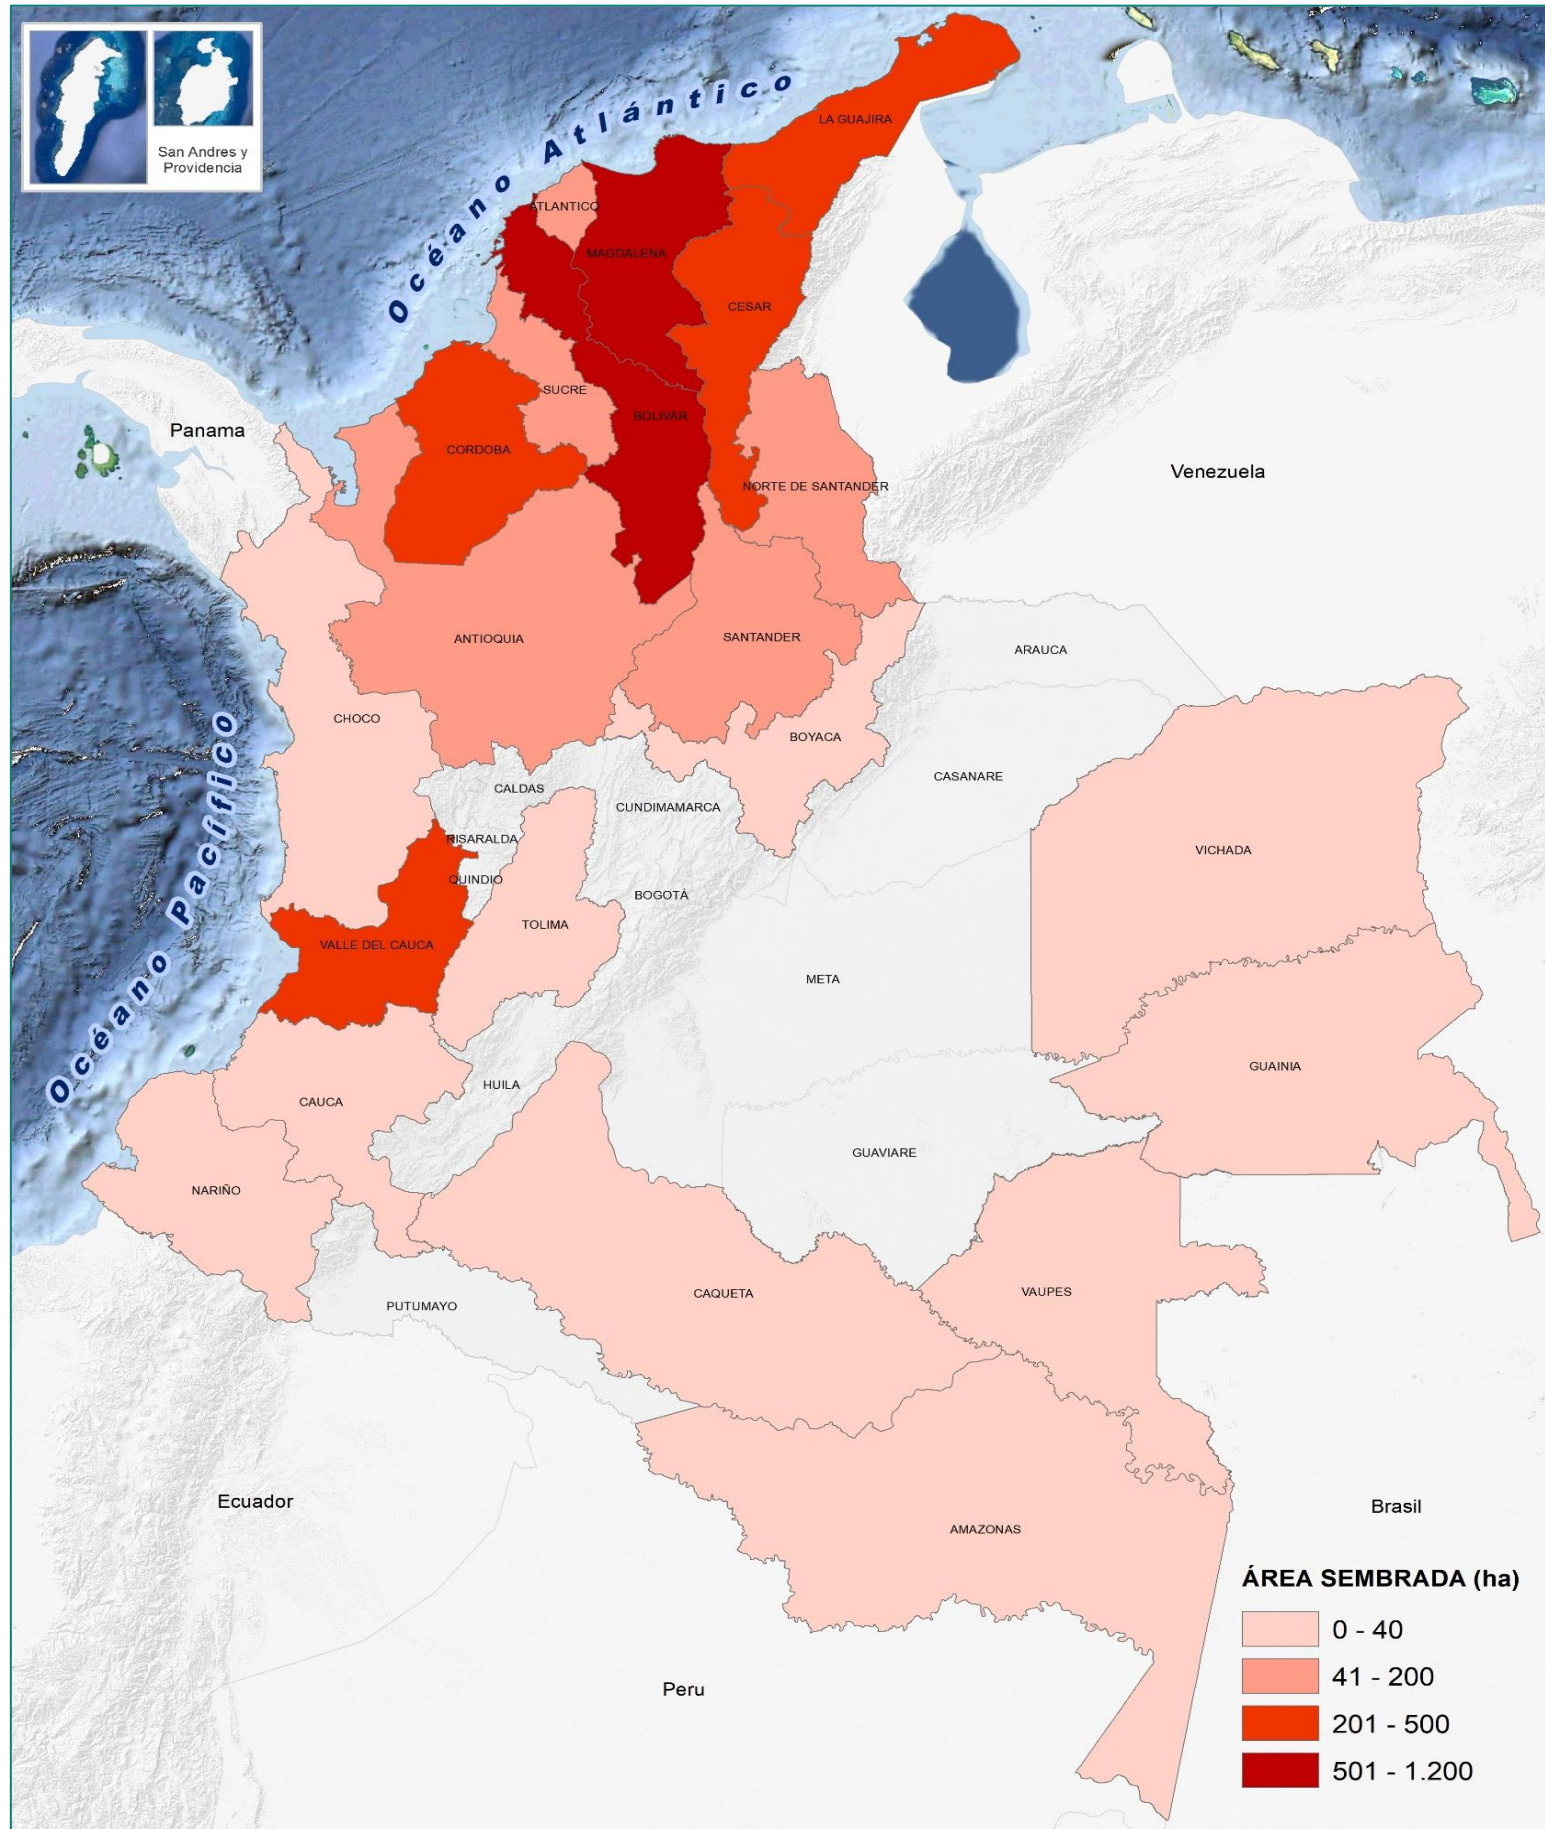 San Andres y
Providencia
Océano Atlántico
LA GUAJIRA
ATLANTICO
MAGDALENA
CESAR
SUCRE
BOLIVAR
Panama
CORDOBA
Venezuela
NORTE DE SANTANDER
ANTIOQUIA
SANTANDER
ARAUCA
CHOCO
BOYACA
CASANARE
CALDAS
CUNDIMAMARCA
RISARALDA
VICHADA
QUINDIO
BOGOTÀ
TOLIMA
VALLE DEL CAUCA
Océano Pacífico
META
GUAINIA
HUILA
CAUCA
GUAVIARE
NARIÑO
CAQUETA
VAUPES
PUTUMAYO
Ecuador
Brasil
AMAZONAS
Peru
ÁREA SEMBRADA (ha)
0 - 40
41 - 200
201 - 500
501 - 1.200